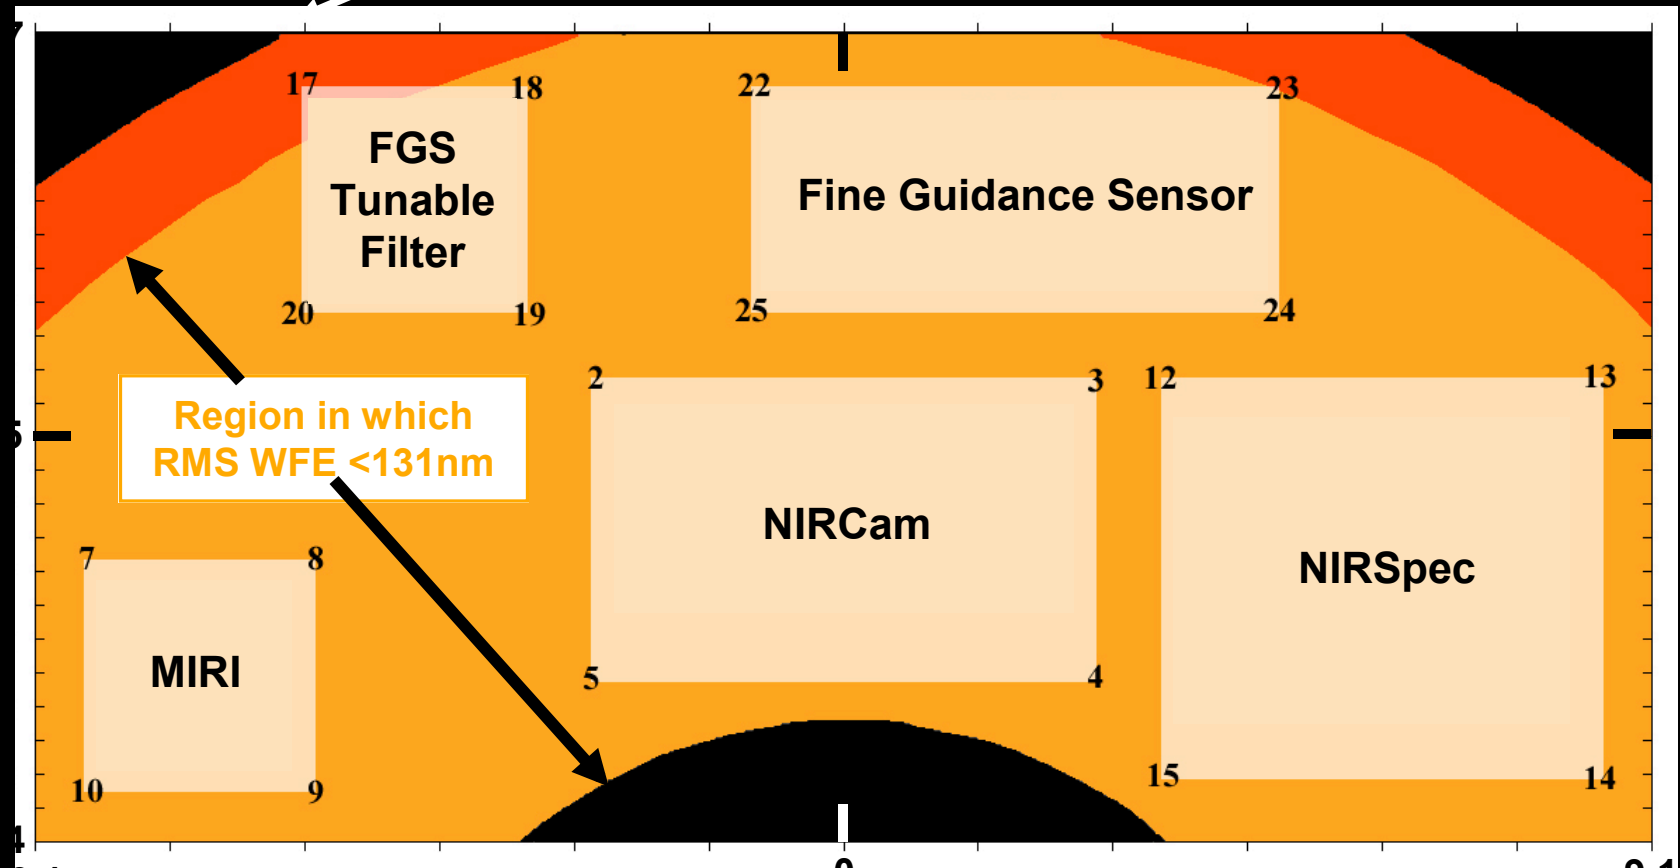 17 18 22 23
FGS
Tunable
Filter
Fine Guidance Sensor
20 19 25 24
2 3 12 13
Region in which
RMS WFE <131nm
NIRCam
NIRSpec
7 8
MIRI
5 4
10 9 15 14
0